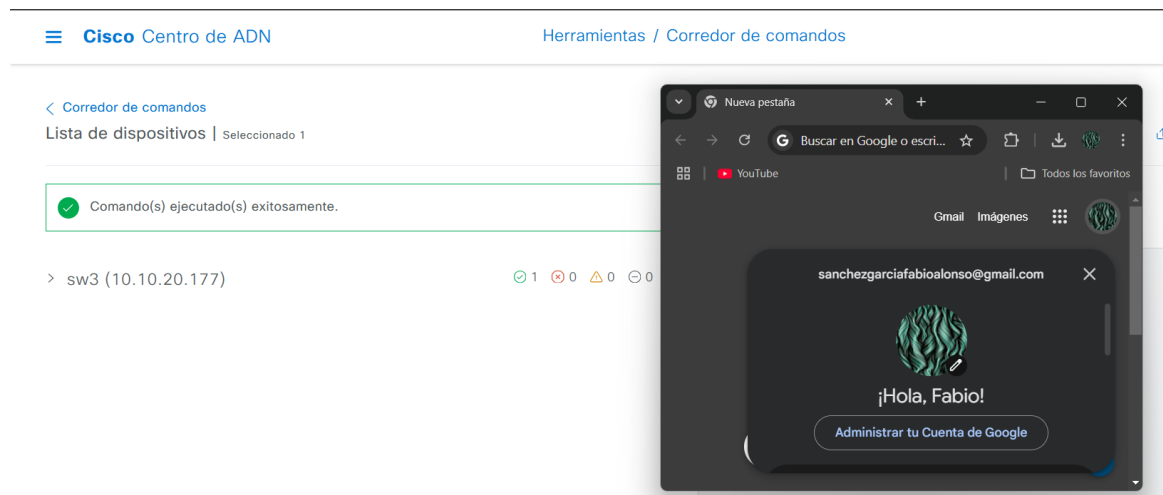 Cisco Centro de ADN
Herramientas / Corredor de comandos
Corredor de comandos
Lista de dispositivos | Seleccionado 1
Comando(s) ejecutado(s) exitosamente.
sw3 (10.10.20.177)
1 0 0 0
Nueva pestaña
G Buscar en Google o escri...
YouTube
Todos los favoritos
Gmail Imágenes
sanchezgarciafabioalonso@gmail.com
¡Hola, Fabio!
Administrar tu Cuenta de Google